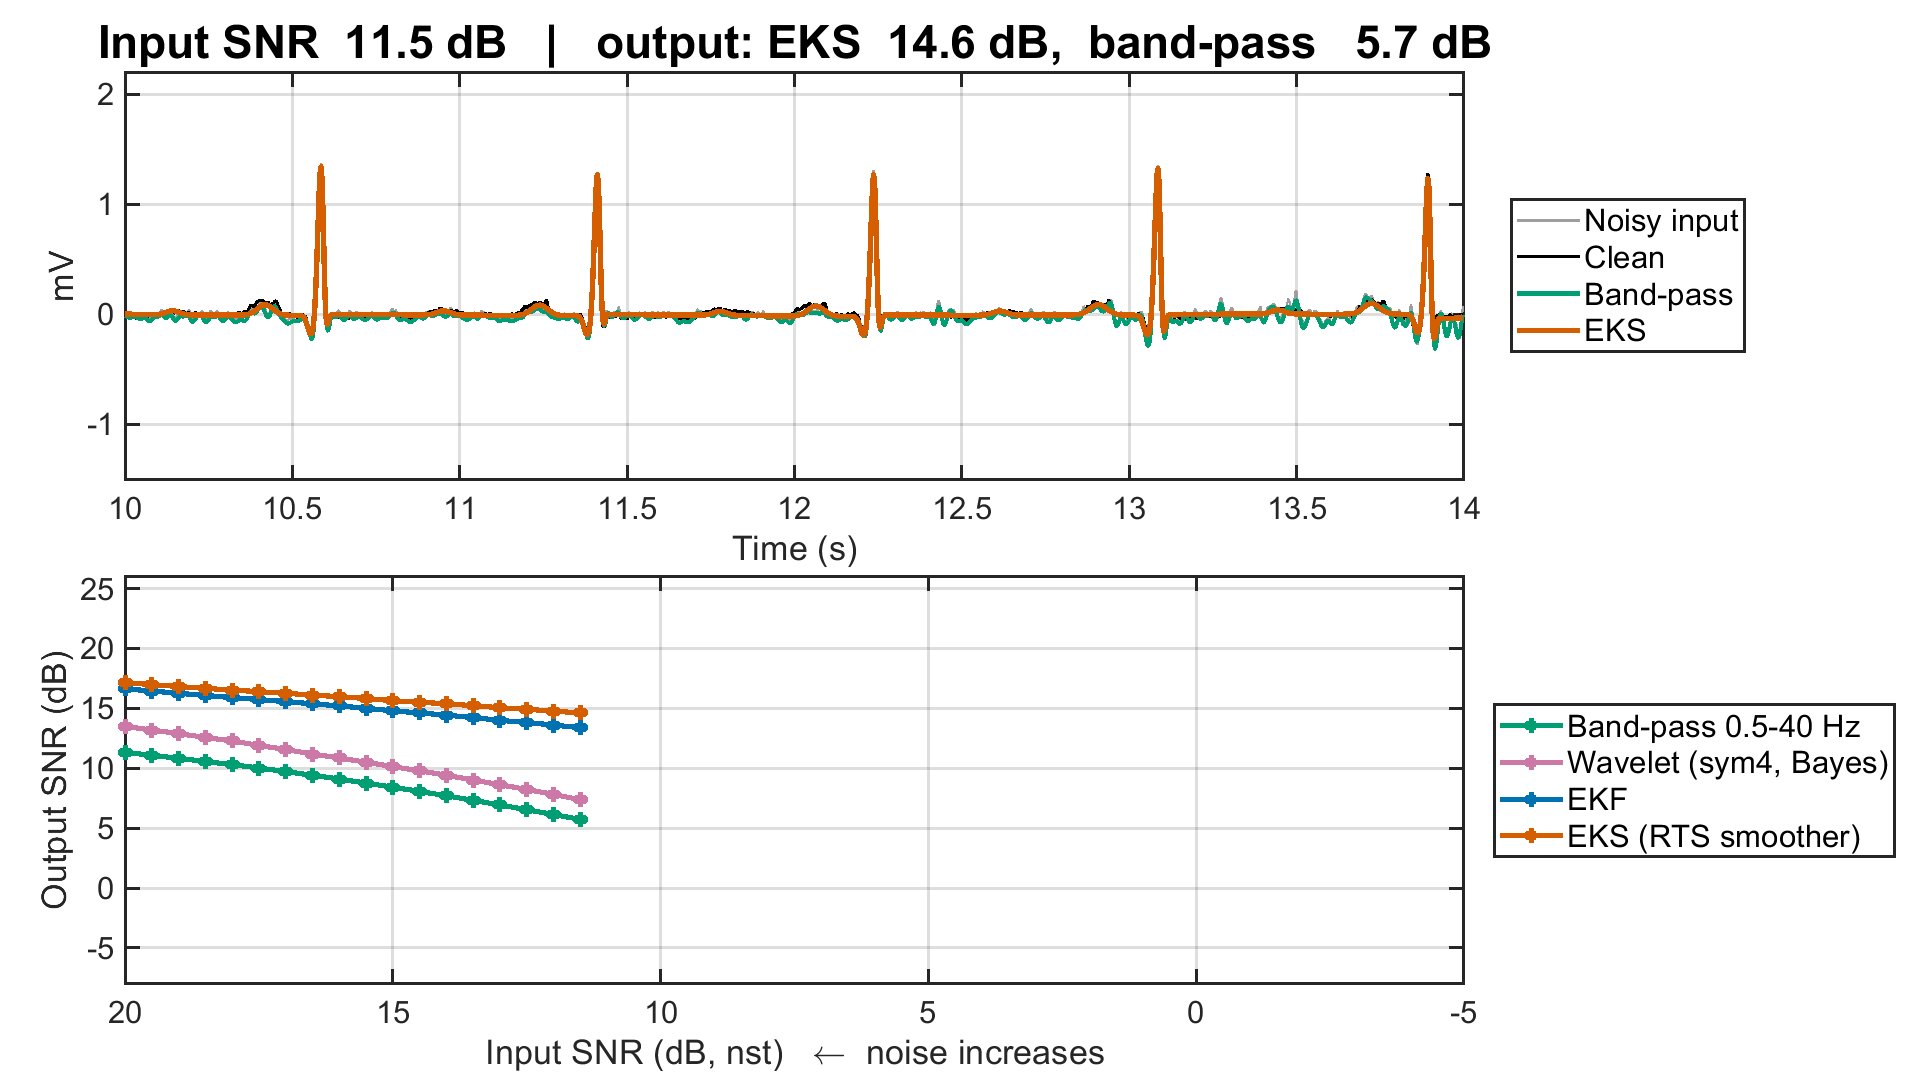 Input SNR 11.5 dB | output: EKS 14.6 dB, band-pass 5.7 dB
2
1
0
-1
mV
10 10.5 11 11.5 12 12.5 13 13.5 14
Time (s)
Noisy input
Clean
Band-pass
EKS
25
20
15
10
5
0
-5
Output SNR (dB)
20 15 10 5 0 -5
Input SNR (dB, nst) ← noise increases
Band-pass 0.5-40 Hz
Wavelet (sym4, Bayes)
EKF
EKS (RTS smoother)